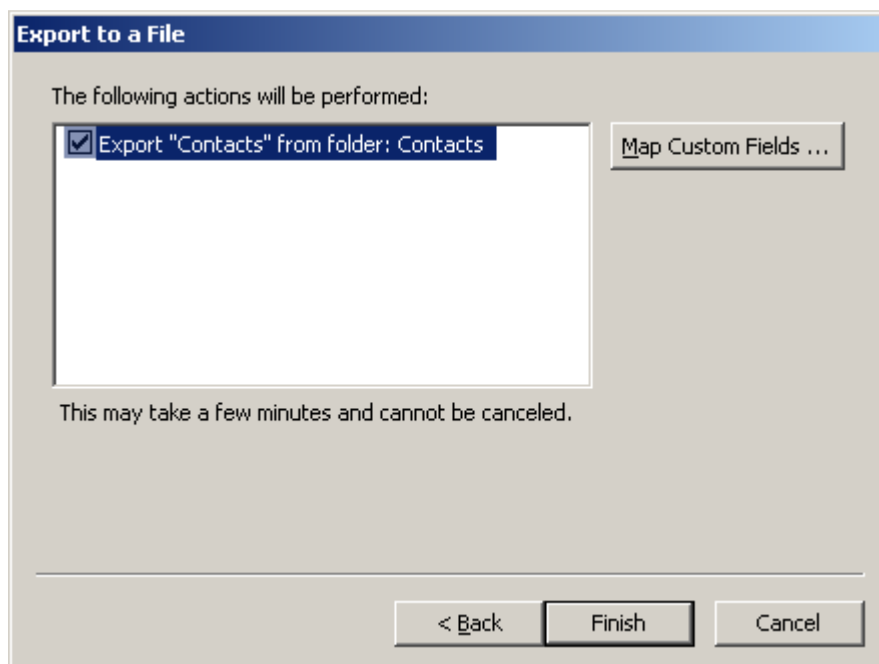 Export to a File
The following actions will be performed:
Export "Contacts" from folder: Contacts
Map Custom Fields ...
This may take a few minutes and cannot be canceled.
< Back
Finish
Cancel